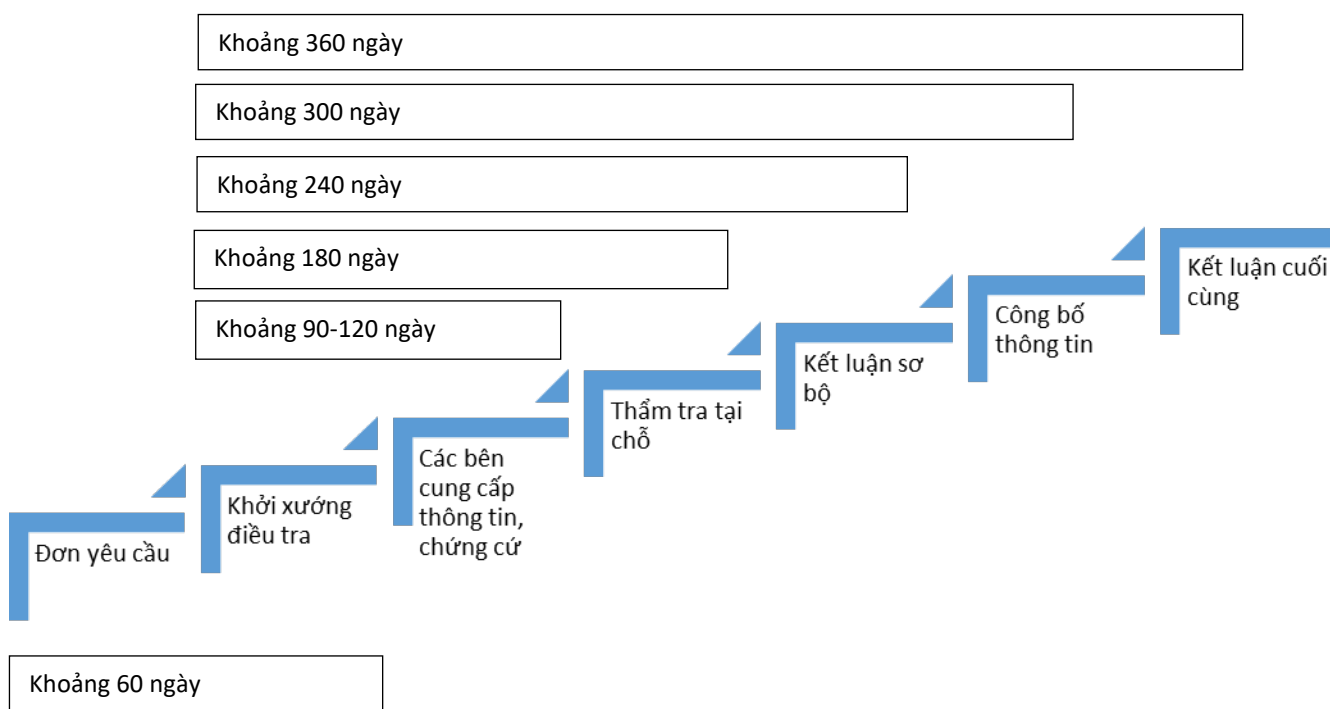 Khoảng 360 ngày
Khoảng 300 ngày
Khoảng 240 ngày
Khoảng 180 ngày
Khoảng 90-120 ngày
Đơn yêu cầu
Khởi xướng
điều tra
Các bên
cung cấp
thông tin,
chứng cứ
Thẩm tra tại
chỗ
Kết luận sơ
bộ
Công bố
thông tin
Kết luận cuối
cùng
Khoảng 60 ngày